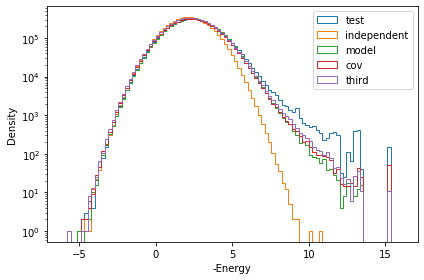 test
independent
model
cov
third
Density
10⁵
10⁴
10³
10²
10¹
10⁰
−5 0 5 10 15
-Energy